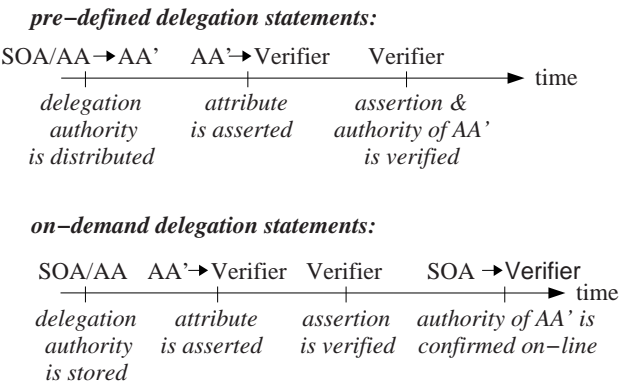 pre−defined delegation statements:
SOA/AA→AA’ AA’→Verifier Verifier
time
delegation attribute assertion &
authority is asserted authority of AA’
is distributed is verified
on−demand delegation statements:
SOA/AA AA’→Verifier Verifier SOA →Verifier
time
delegation attribute assertion authority of AA’ is
authority is asserted is verified confirmed on−line
is stored